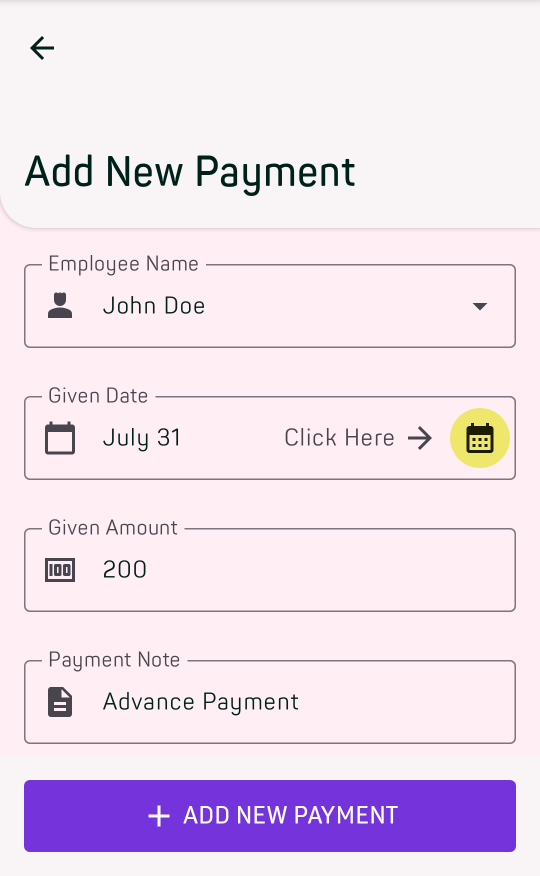 Add New Payment
Employee Name
John Doe
Given Date
July 31 Click Here
Given Amount
100 200
Payment Note
Advance Payment
ADD NEW PAYMENT